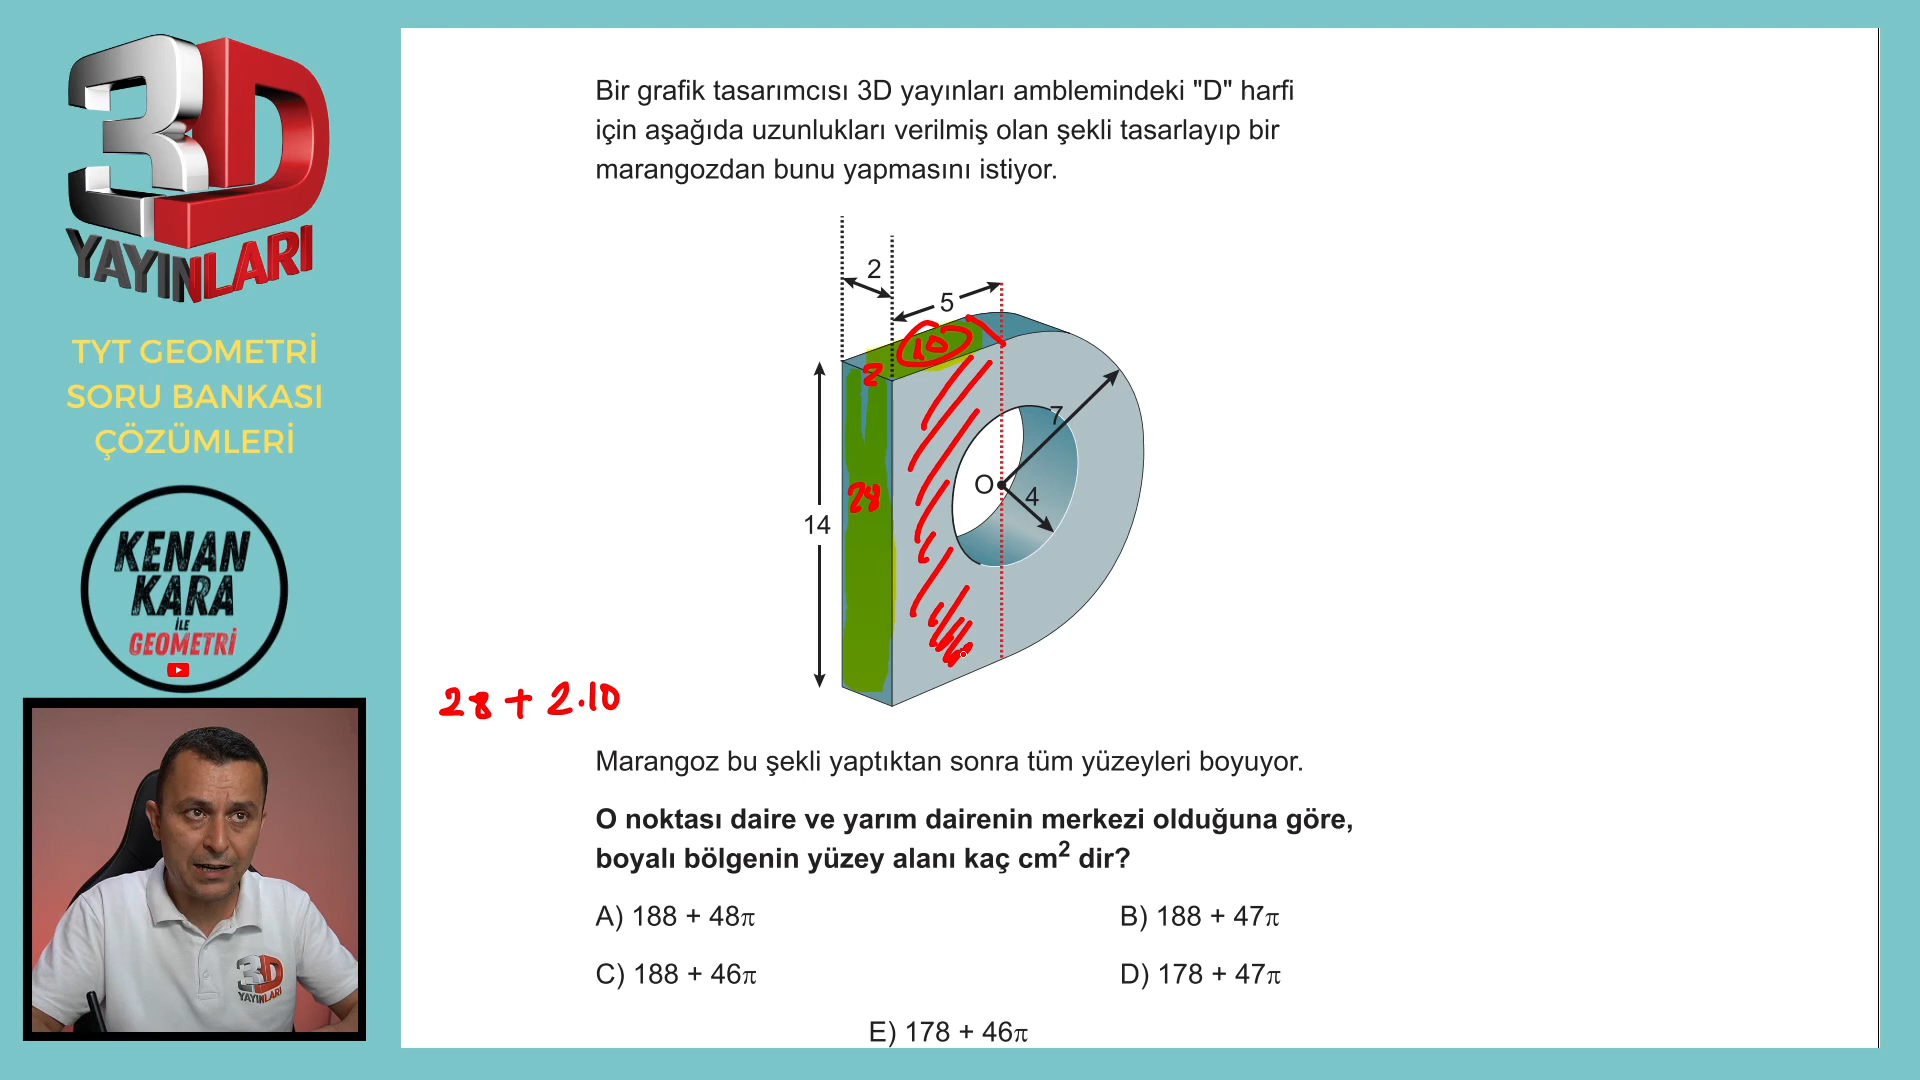 3D
YAYINLARI
TYT GEOMETRİ
SORU BANKASI
ÇÖZÜMLERİ
KENAN
KARA
İLE
GEOMETRİ
3D
YAYINLARI
Bir grafik tasarımcısı 3D yayınları amblemindeki "D" harfi
için aşağıda uzunlukları verilmiş olan şekli tasarlayıp bir
marangozdan bunu yapmasını istiyor.
2
5
10
2
7
28
O
4
14
28 + 2.10
Marangoz bu şekli yaptıktan sonra tüm yüzeyleri boyuyor.
O noktası daire ve yarım dairenin merkezi olduğuna göre,
boyalı bölgenin yüzey alanı kaç cm² dir?
A) 188 + 48π
B) 188 + 47π
C) 188 + 46π
D) 178 + 47π
E) 178 + 46π